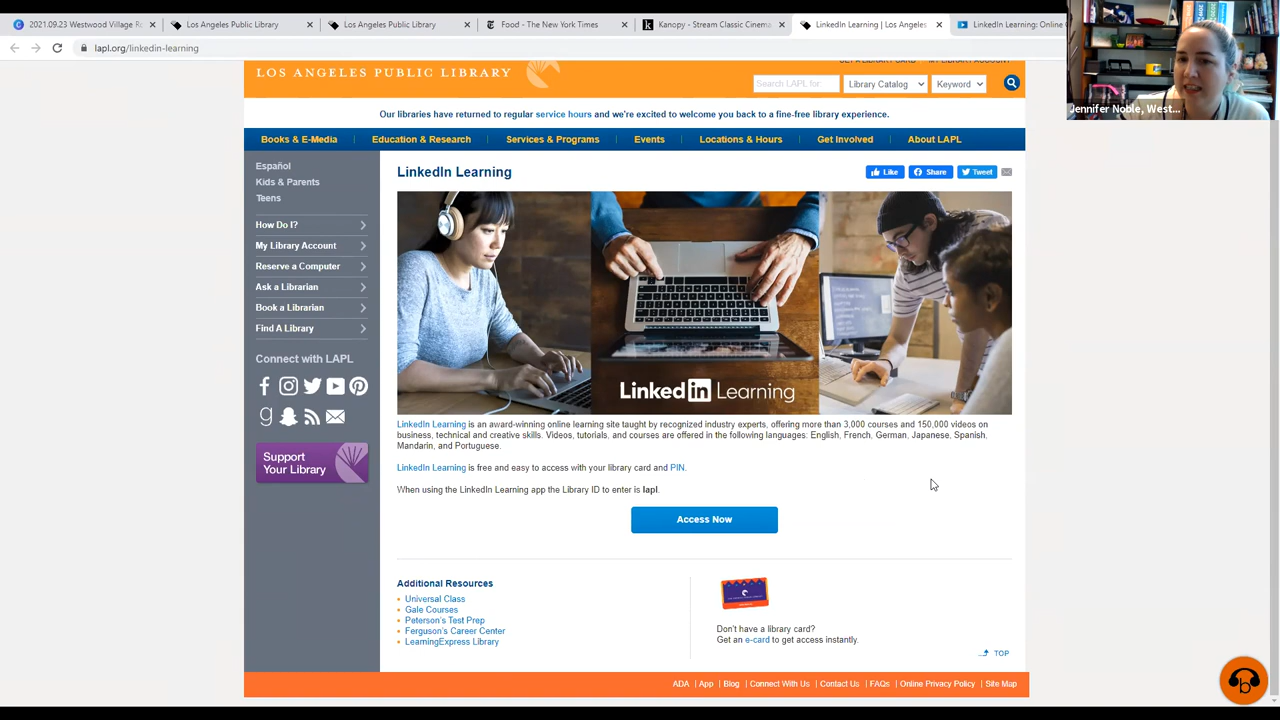 2021.09.23 Westwood Village Ro
Los Angeles Public Library
Los Angeles Public Library
Food - The New York Times
Kanopy - Stream Classic Cinema
LinkedIn Learning | Los Angeles
LinkedIn Learning: Online
lapl.org/linkedin-learning
Jennifer Noble, West...
LOS ANGELES PUBLIC LIBRARY
GET A LIBRARY CARD
MY LIBRARY ACCOUNT
Search LAPL for:
Library Catalog
Keyword
Our libraries have returned to regular service hours and we're excited to welcome you back to a fine-free library experience.
Books & E-Media
Education & Research
Services & Programs
Events
Locations & Hours
Get Involved
About LAPL
Español
Kids & Parents
Teens
How Do I?
My Library Account
Reserve a Computer
Ask a Librarian
Book a Librarian
Find A Library
Connect with LAPL
Support
Your Library
LinkedIn Learning
Like
Share
Tweet
Linked in Learning
LinkedIn Learning is an award-winning online learning site taught by recognized industry experts, offering more than 3,000 courses and 150,000 videos on
business, technical and creative skills. Videos, tutorials, and courses are offered in the following languages: English, French, German, Japanese, Spanish,
Mandarin, and Portuguese.
LinkedIn Learning is free and easy to access with your library card and PIN.
When using the LinkedIn Learning app the Library ID to enter is lapl.
Access Now
Additional Resources
Universal Class
Gale Courses
Peterson's Test Prep
Ferguson's Career Center
LearningExpress Library
Don't have a library card?
Get an e-card to get access instantly.
TOP
ADA | App | Blog | Connect With Us | Contact Us | FAQs | Online Privacy Policy | Site Map